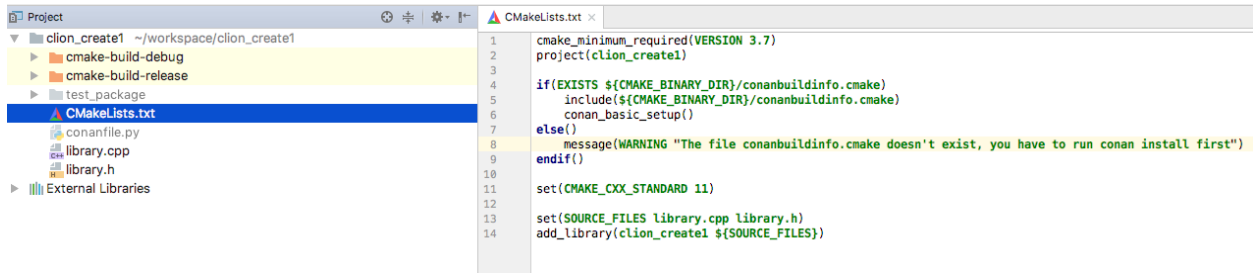 Project
clion_create1 ~/workspace/clion_create1
cmake-build-debug
cmake-build-release
test_package
CMakeLists.txt
conanfile.py
library.cpp
library.h
External Libraries
CMakeLists.txt
1 cmake_minimum_required(VERSION 3.7)
2 project(clion_create1)
3
4 if(EXISTS ${CMAKE_BINARY_DIR}/conanbuildinfo.cmake)
5     include(${CMAKE_BINARY_DIR}/conanbuildinfo.cmake)
6     conan_basic_setup()
7 else()
8     message(WARNING "The file conanbuildinfo.cmake doesn't exist, you have to run conan install first")
9 endif()
10
11 set(CMAKE_CXX_STANDARD 11)
12
13 set(SOURCE_FILES library.cpp library.h)
14 add_library(clion_create1 ${SOURCE_FILES})